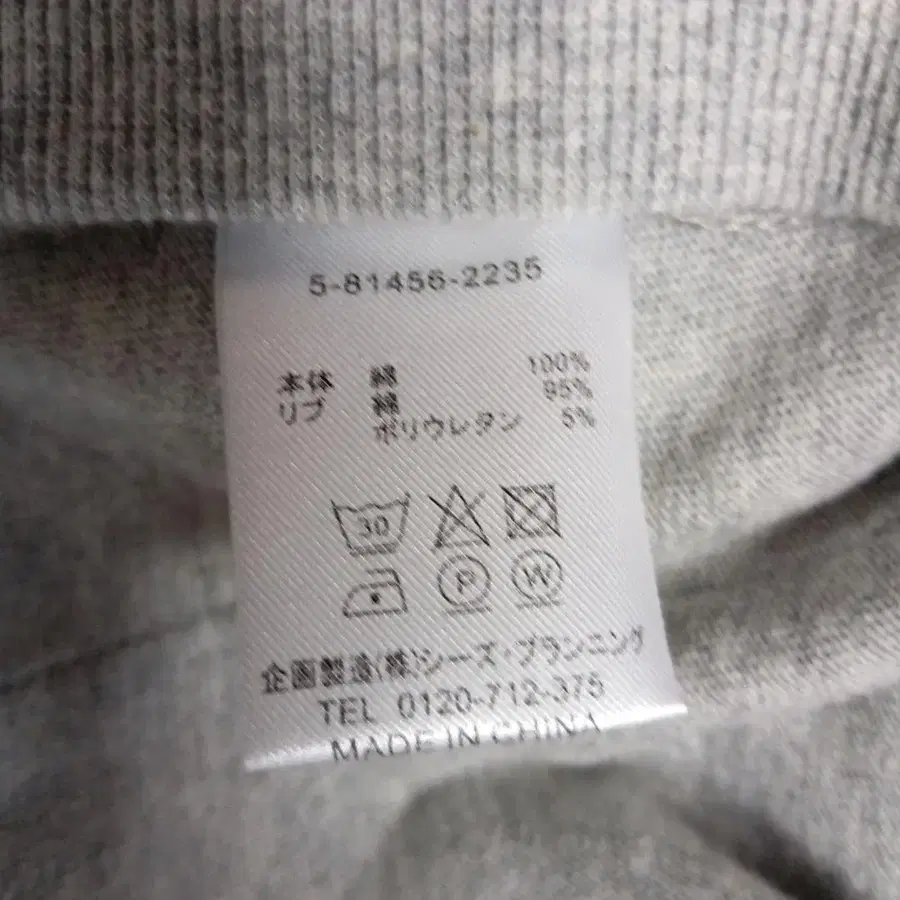 5-81456-2235
本体 綿 100%
リブ 綿 95%
ポリウレタン 5%
30
P W
企画製造(株)シーズ・プランニング
TEL 0120-712-375
MADE IN CHINA